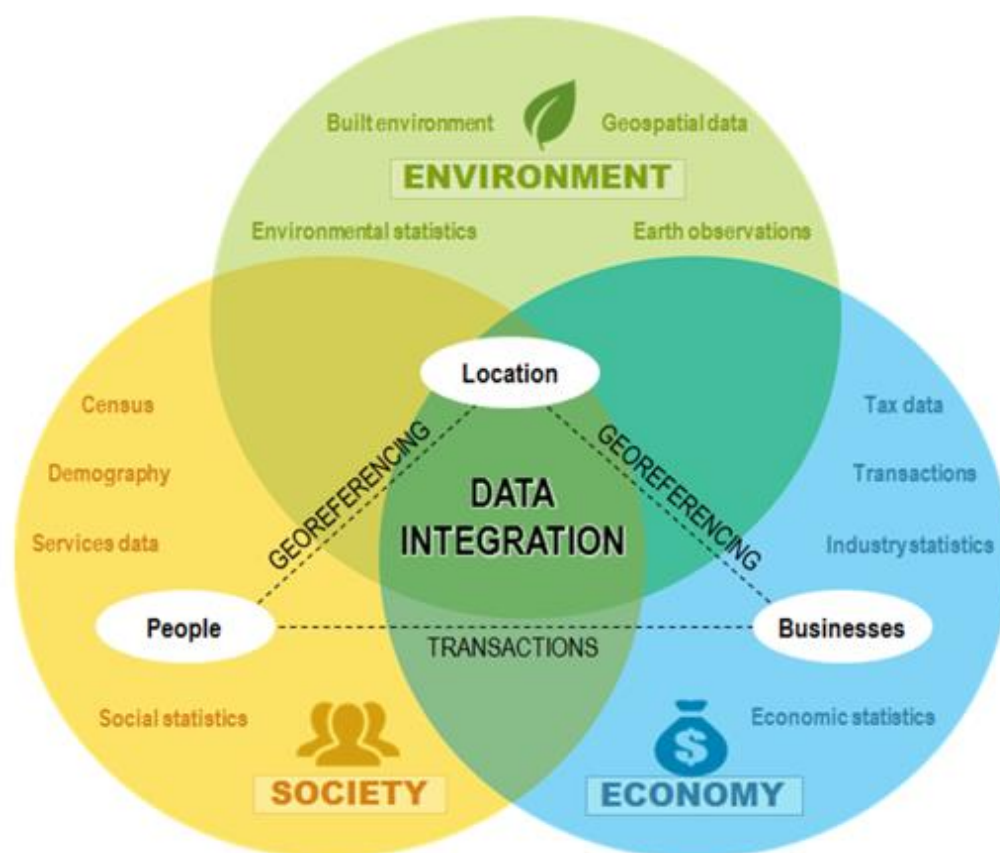 Built environment
Geospatial data
ENVIRONMENT
Environmental statistics
Earth observations
Location
Census
Tax data
Demography
Transactions
GEOREFERENCING
GEOREFERENCING
DATA
INTEGRATION
Services data
Industry statistics
People
Businesses
TRANSACTIONS
Social statistics
$
Economic statistics
SOCIETY
ECONOMY